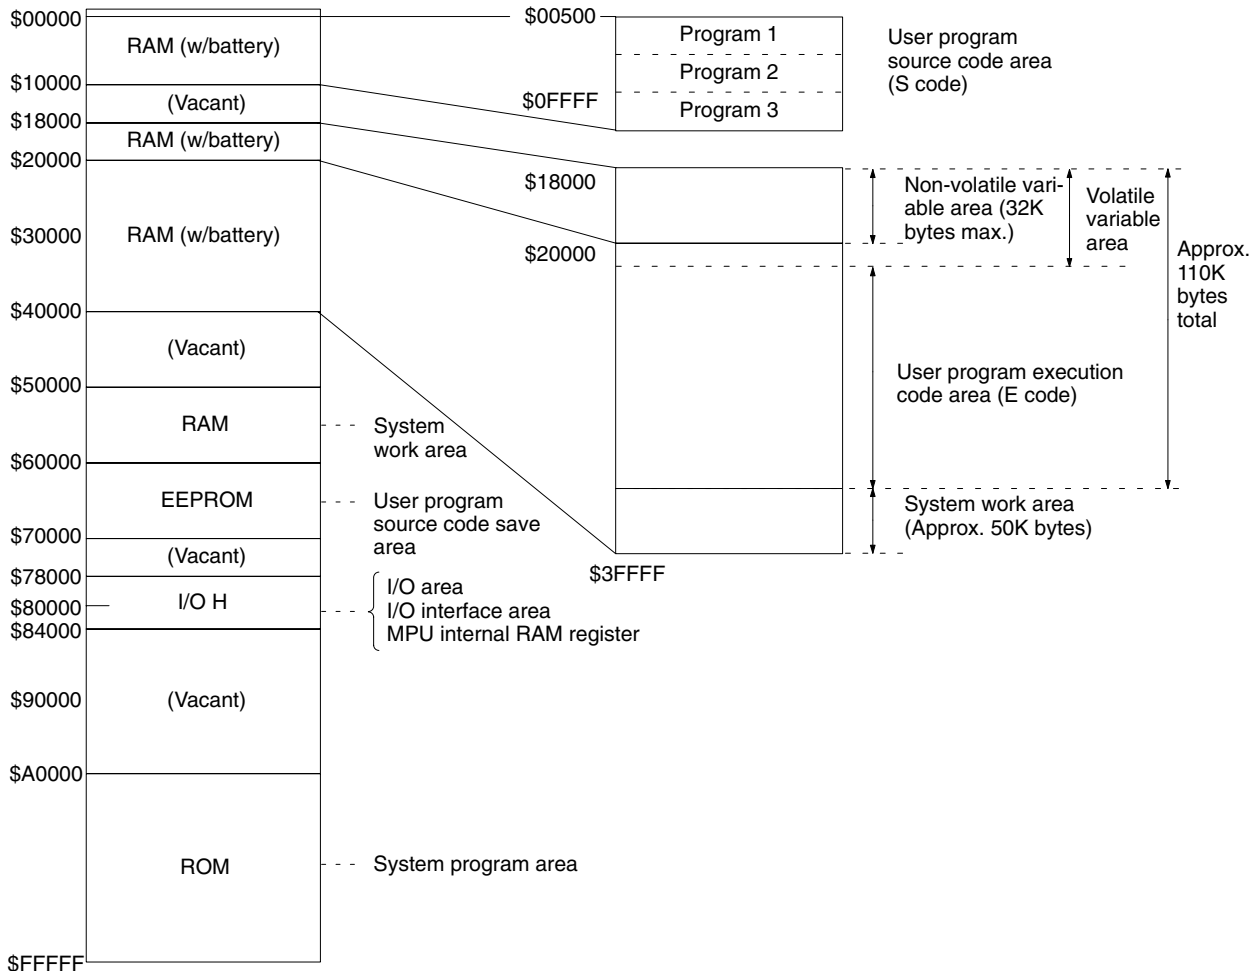 $00000
RAM (w/battery)
$10000
(Vacant)
$18000
RAM (w/battery)
$20000
$30000
RAM (w/battery)
$40000
(Vacant)
$50000
RAM
System
work area
$60000
EEPROM
User program
source code save
area
$70000
(Vacant)
$78000
I/O H
$80000
$84000
I/O area
I/O interface area
MPU internal RAM register
$90000
(Vacant)
$A0000
ROM
System program area
$FFFFF
$00500
Program 1
Program 2
$0FFFF
Program 3
User program
source code area
(S code)
$18000
$20000
Non-volatile vari-
able area (32K
bytes max.)
Volatile
variable
area
Approx.
110K
bytes
total
User program execution
code area (E code)
System work area
(Approx. 50K bytes)
$3FFFF